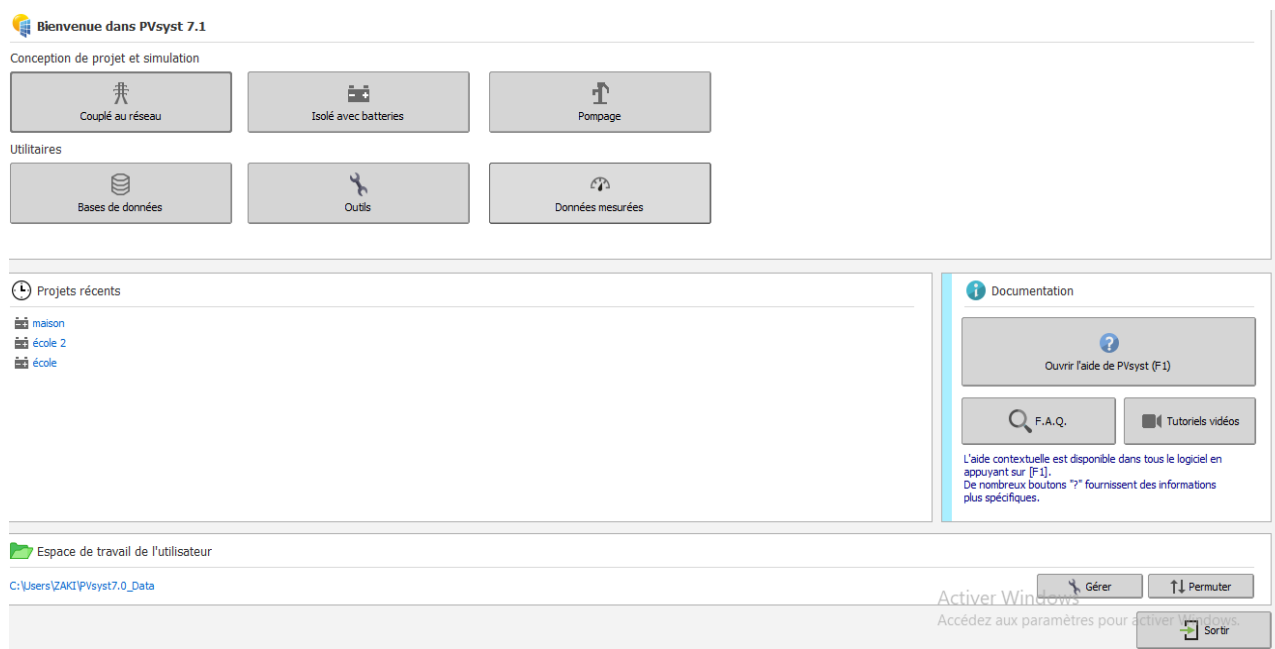 Bienvenue dans PVsyst 7.1
Conception de projet et simulation
Couplé au réseau
Isolé avec batteries
Pompage
Utilitaires
Bases de données
Outils
Données mesurées
Projets récents
maison
école 2
école
Documentation
Ouvrir l'aide de PVsyst (F1)
F.A.Q.
Tutoriels vidéos
L'aide contextuelle est disponible dans tous le logiciel en
appuyant sur [F1].
De nombreux boutons "?" fournissent des informations
plus spécifiques.
Espace de travail de l'utilisateur
C:\Users\ZAKI\PVsyst7.0_Data
Gérer
Permuter
Activer Windows
Accédez aux paramètres pour activer Windows.
Sortir